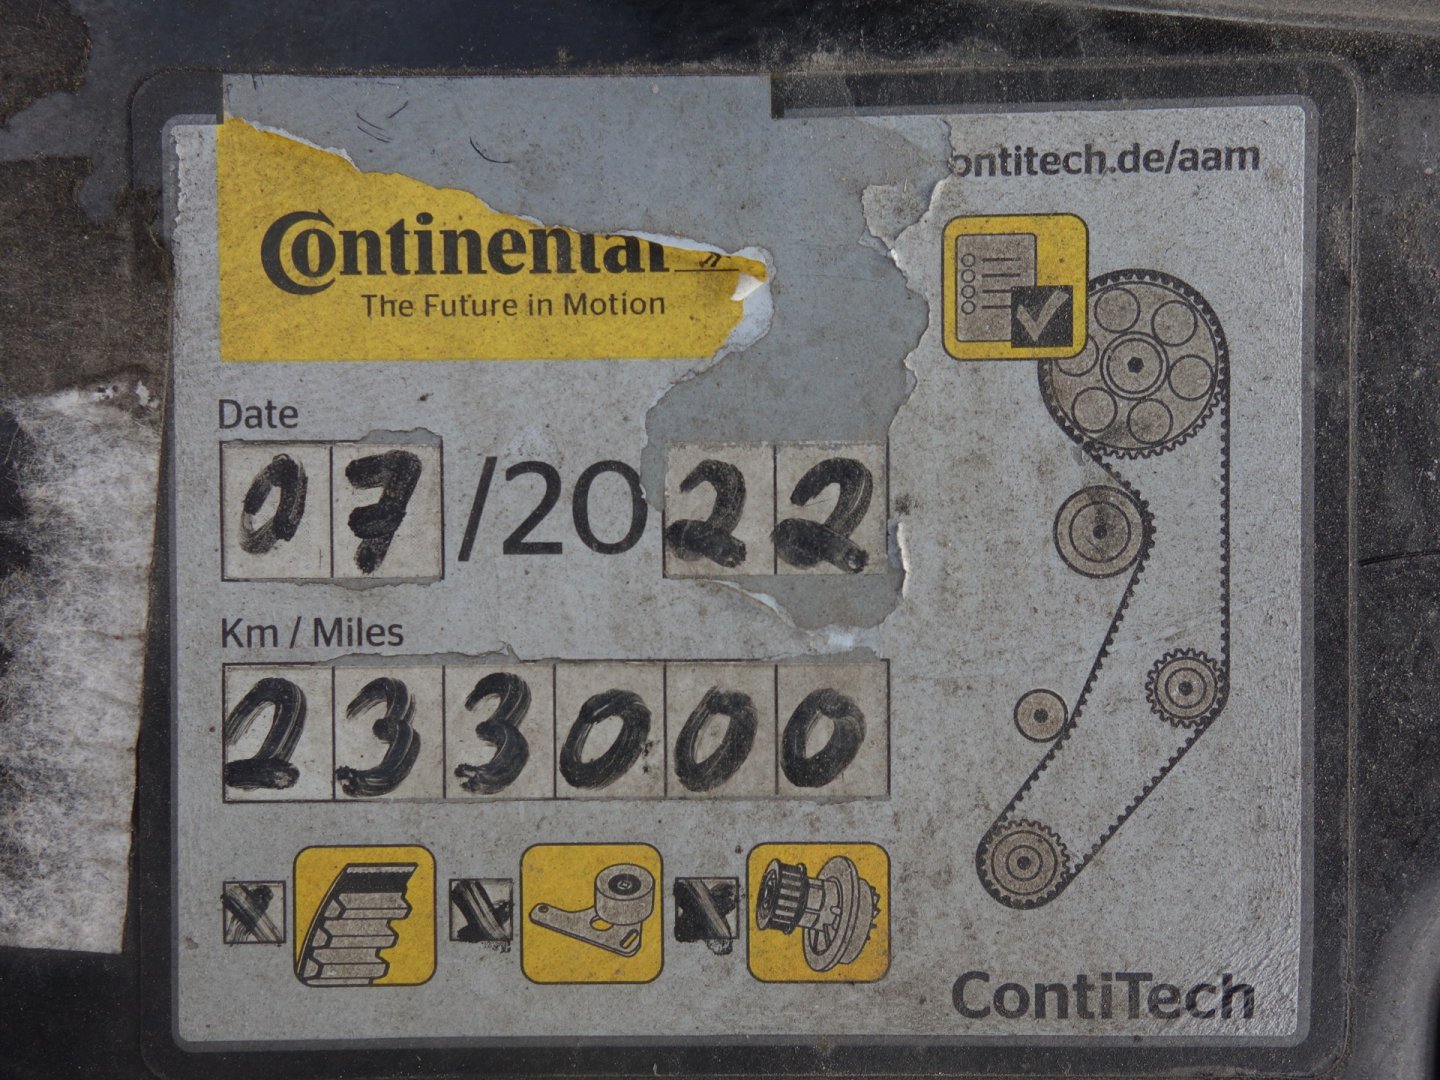 ontitech.de/aam
Continental
The Future in Motion
Date
07/2022
Km / Miles
233000
ContiTech